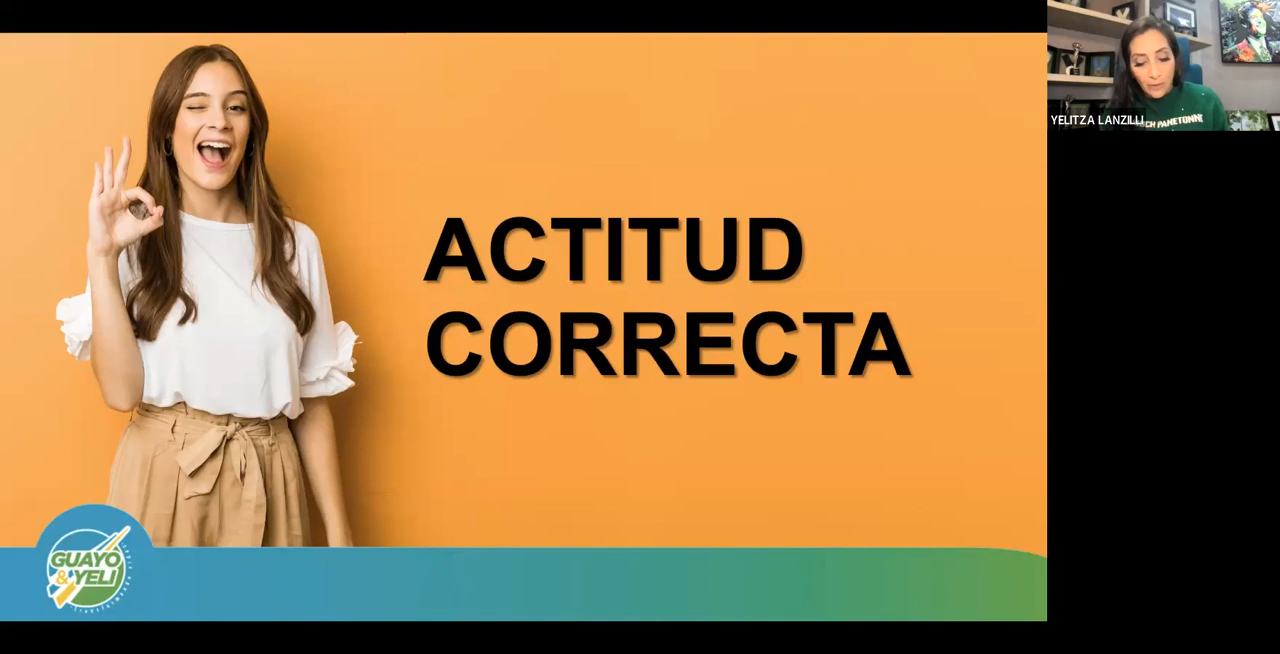 ACTITUD
CORRECTA
YELITZA LANZILLI
PANETONNE
GUAYO
& YELI